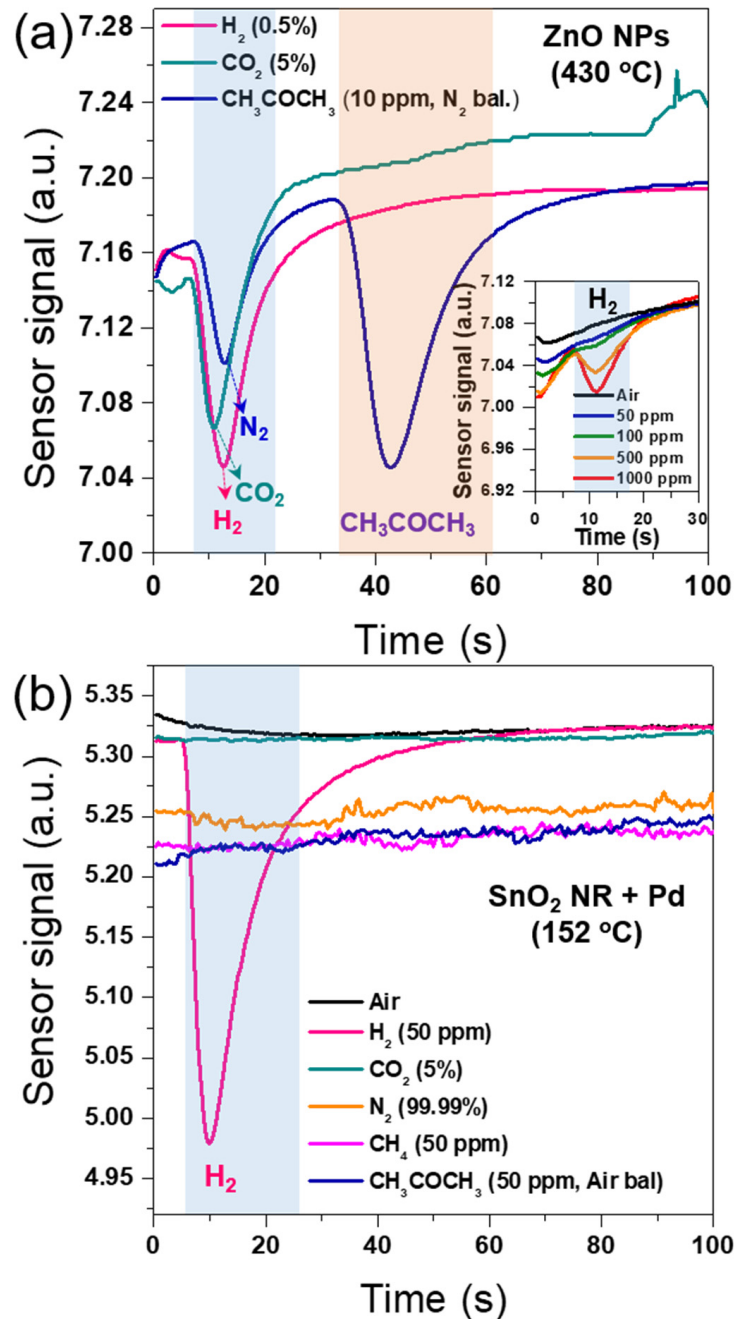 (a)
H₂ (0.5%)
CO₂ (5%)
CH₃COCH₃ (10 ppm, N₂ bal.)
ZnO NPs
(430 °C)
Sensor signal (a.u.)
7.28
7.24
7.20
7.16
7.12
7.08
7.04
7.00
N₂
CO₂
H₂
CH₃COCH₃
0 20 40 60 80 100
Time (s)
H₂
Sensor signal (a.u.)
7.12
7.08
7.04
7.00
6.96
6.92
Air
50 ppm
100 ppm
500 ppm
1000 ppm
0 10 20 30
Time (s)
(b)
Sensor signal (a.u.)
5.35
5.30
5.25
5.20
5.15
5.10
5.05
5.00
4.95
SnO₂ NR + Pd
(152 °C)
Air
H₂ (50 ppm)
CO₂ (5%)
N₂ (99.99%)
CH₄ (50 ppm)
CH₃COCH₃ (50 ppm, Air bal)
H₂
0 20 40 60 80 100
Time (s)